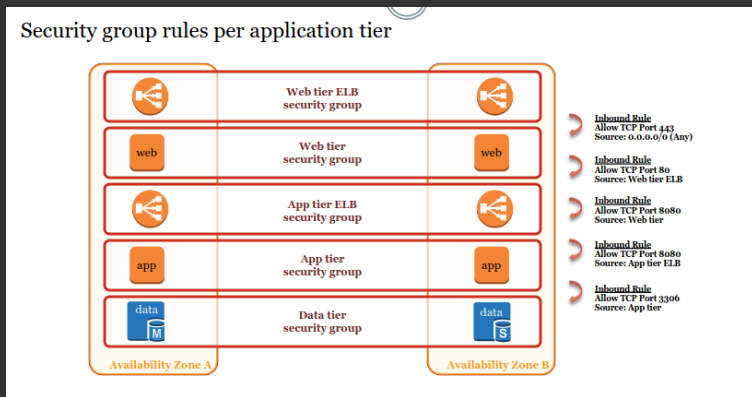 Security group rules per application tier
Web tier ELB
security group
web
Web tier
security group
web
App tier ELB
security group
app
App tier
security group
app
data
M
Data tier
security group
data
S
Availability Zone A
Availability Zone B
Inbound Rule
Allow TCP Port 443
Source: 0.0.0.0/0 (Any)
Inbound Rule
Allow TCP Port 80
Source: Web tier ELB
Inbound Rule
Allow TCP Port 8080
Source: Web tier
Inbound Rule
Allow TCP Port 8080
Source: App tier ELB
Inbound Rule
Allow TCP Port 3306
Source: App tier